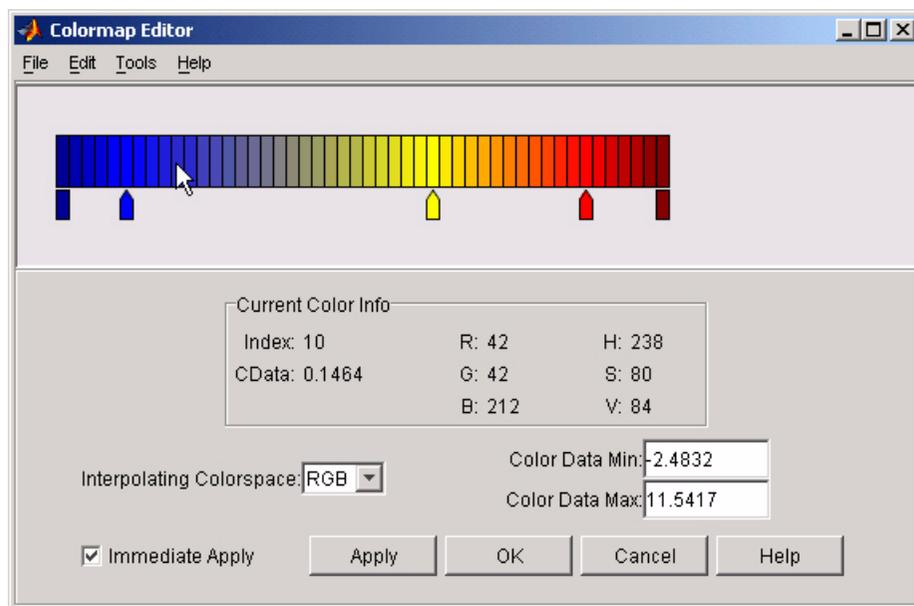 Colormap Editor
File Edit Tools Help
Current Color Info
Index: 10 R: 42 H: 238
CData: 0.1464 G: 42 S: 80
B: 212 V: 84
Interpolating Colorspace: RGB
Color Data Min: -2.4832
Color Data Max: 11.5417
Immediate Apply Apply OK Cancel Help